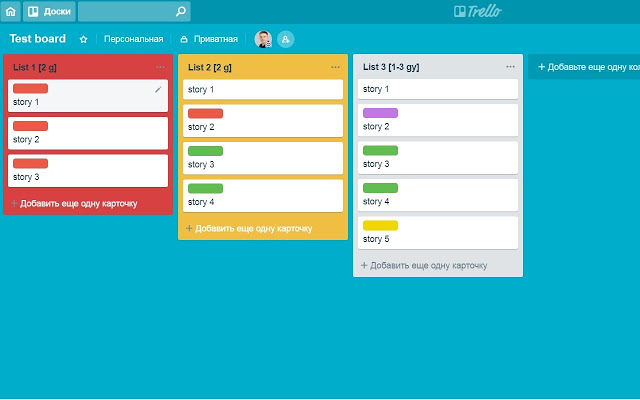 Доски
Trello
Test board
Персональная
Приватная
List 1 [2 g]
story 1
story 2
story 3
+ Добавить еще одну карточку
List 2 [2 g]
story 1
story 2
story 3
story 4
+ Добавить еще одну карточку
List 3 [1-3 gy]
story 1
story 2
story 3
story 4
story 5
+ Добавить еще одну карточку
+ Добавьте еще одну кол